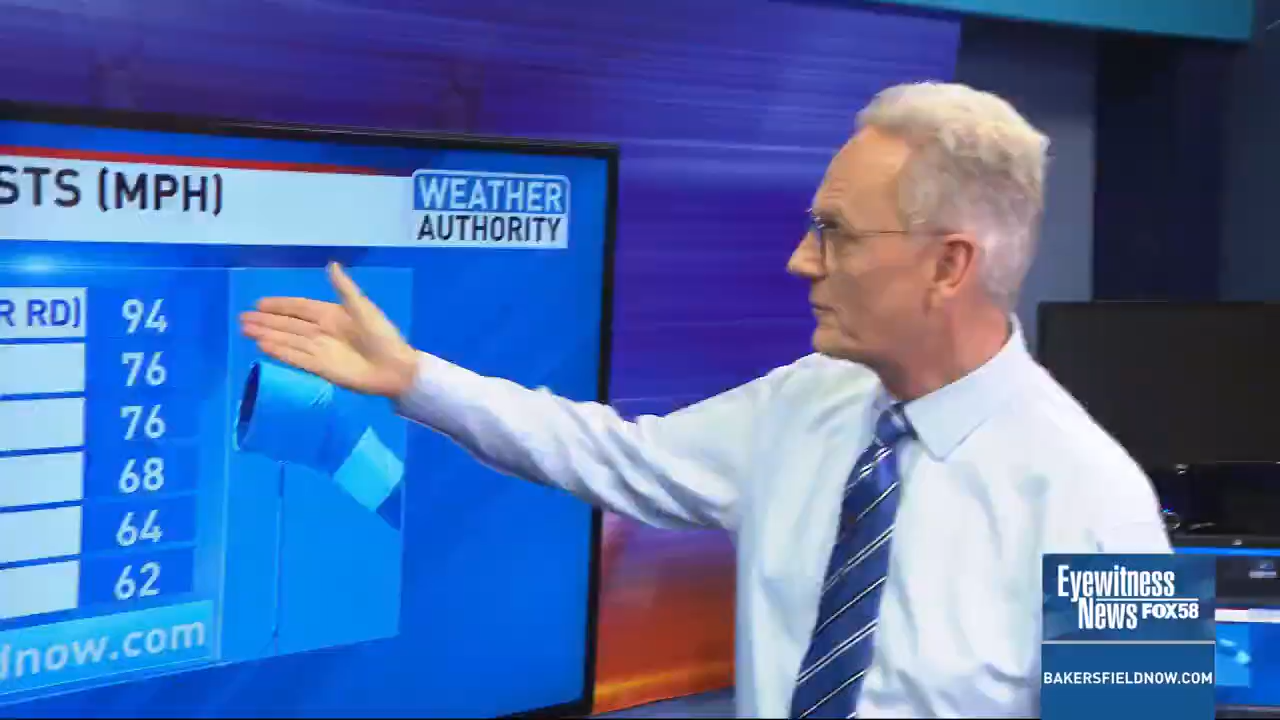 STS (MPH)
WEATHER
AUTHORITY
R RD) 94
76
76
68
64
62
dnow.com
Eyewitness
News FOX58
BAKERSFIELDNOW.COM